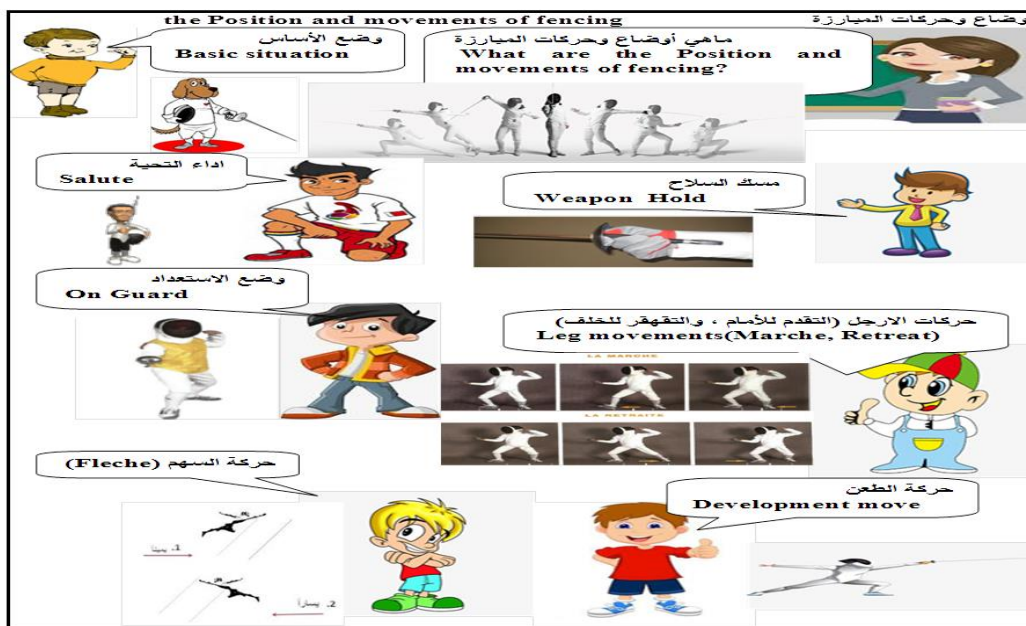 the Position and movements of fencing
وضاع وحركات المبارزة
وضع الأساس
Basic situation
ماهي أوضاع وحركات المبارزة
What are the Position and
movements of fencing?
اداء التحية
Salute
مسك السلاح
Weapon Hold
وضع الاستعداد
On Guard
حركات الارجل (التقدم للأمام ، والتقهقر للخلف)
Leg movements(Marche, Retreat)
LA MARCHE
LA RETRAITE
حركة السهم (Fleche)
حركة الطعن
Development move
1. يميناً
2. يساراً